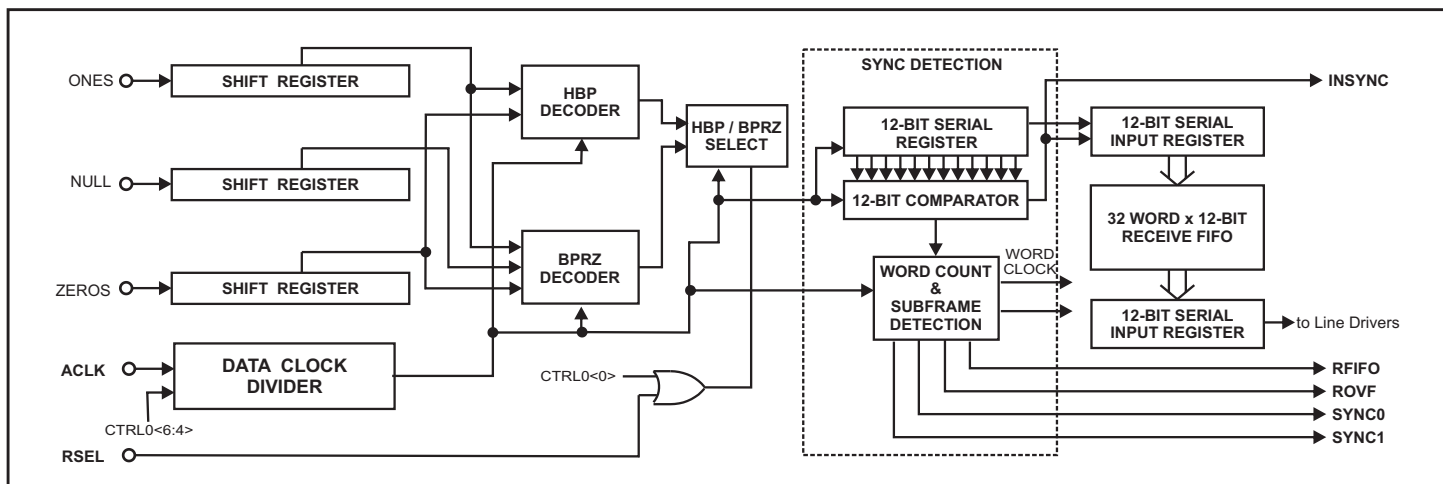 ONES
SHIFT REGISTER
NULL
SHIFT REGISTER
ZEROS
SHIFT REGISTER
ACLK
DATA CLOCK
DIVIDER
CTRL0<6:4>
RSEL
HBP
DECODER
BPRZ
DECODER
HBP / BPRZ
SELECT
CTRL0<0>
SYNC DETECTION
12-BIT SERIAL
REGISTER
12-BIT COMPARATOR
WORD COUNT
&
SUBFRAME
DETECTION
WORD
CLOCK
INSYNC
12-BIT SERIAL
INPUT REGISTER
32 WORD x 12-BIT
RECEIVE FIFO
12-BIT SERIAL
INPUT REGISTER
to Line Drivers
RFIFO
ROVF
SYNC0
SYNC1